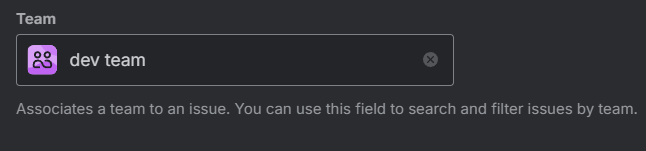 Team
dev team
Associates a team to an issue. You can use this field to search and filter issues by team.